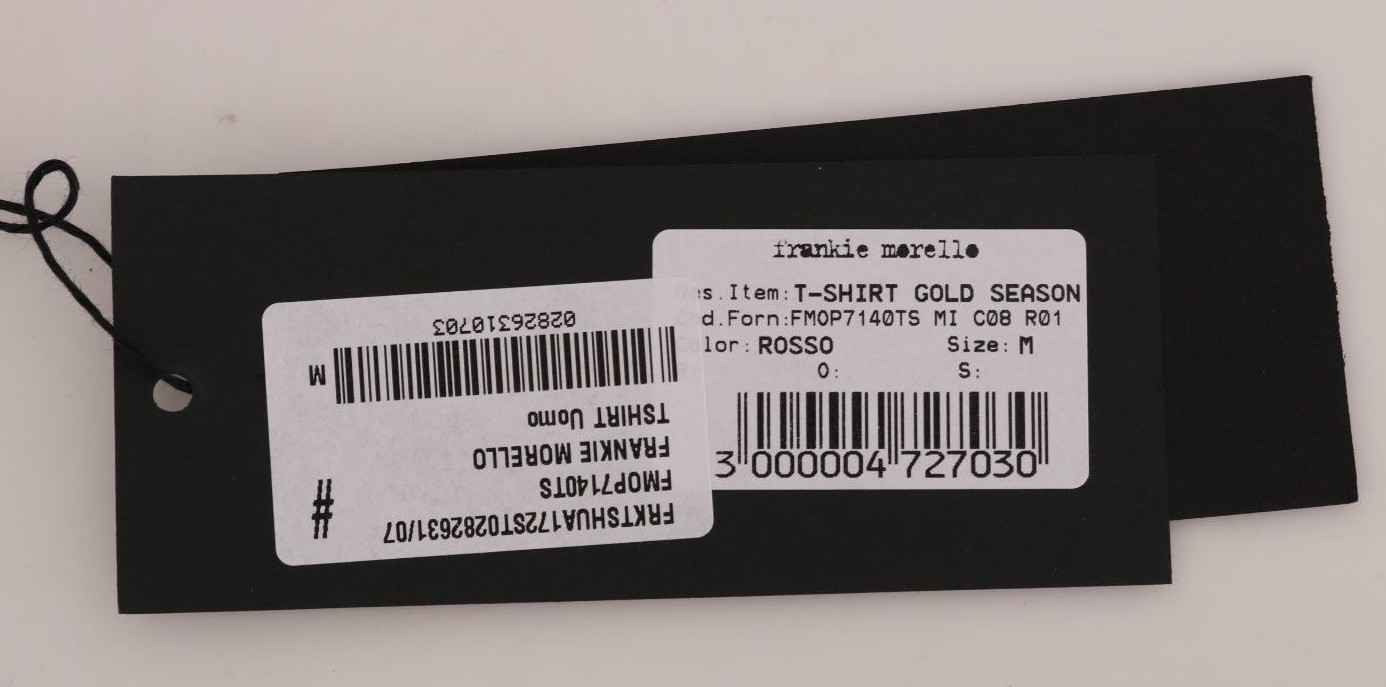 frankie morello
es.Item:T-SHIRT GOLD SEASON
d.Forn:FMOP7140TS MI C08 R01
lor:ROSSO Size:M
O: S:
3 000004 727030
FRKTSHUA172ST0282631/07
FMOP7140TS #
FRANKIE MORELLO
TSHIRT Uomo
M
02826310703